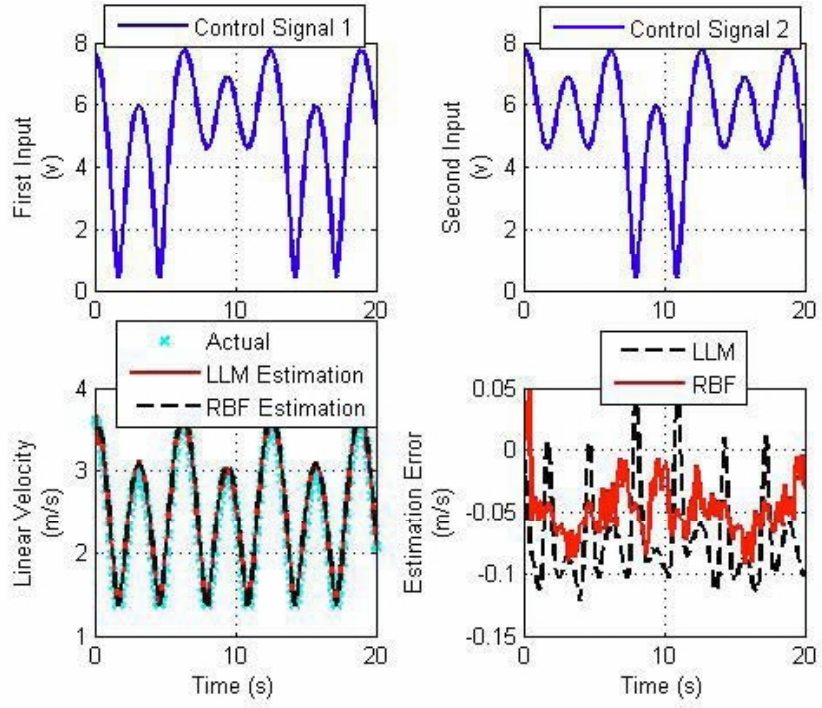 Control Signal 1
First Input
(v)
8
6
4
2
0
0
10
20
Control Signal 2
Second Input
(v)
8
6
4
2
0
0
10
20
Actual
LLM Estimation
RBF Estimation
Linear Velocity
(m/s)
4
3
2
1
0
10
20
Time (s)
LLM
RBF
Estimation Error
(m/s)
0.05
0
-0.05
-0.1
-0.15
0
10
20
Time (s)